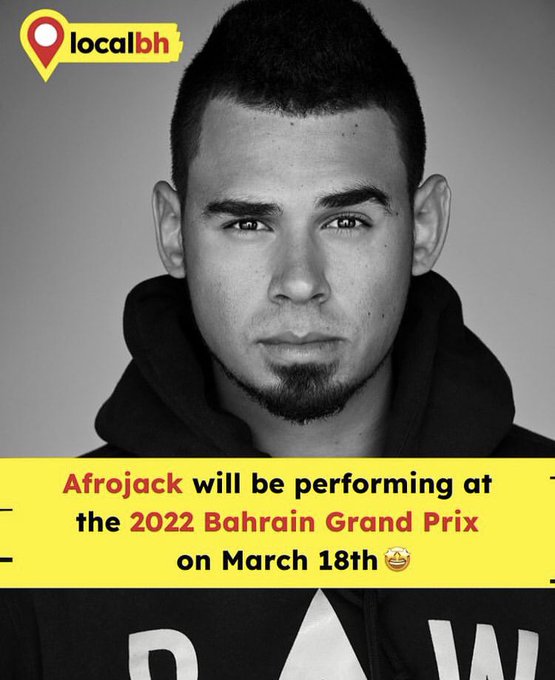 localbh
Afrojack will be performing at
the 2022 Bahrain Grand Prix
on March 18th🤩
R A W